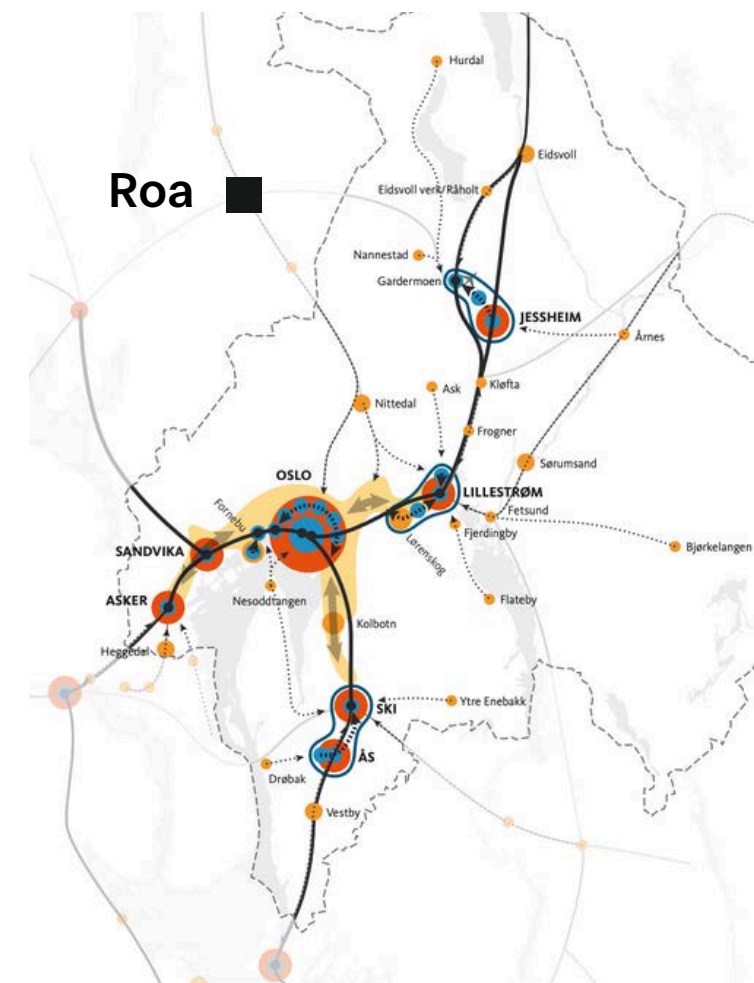 Hurdal
Eidsvoll
Roa
Eidsvoll verk/Råholt
Nannestad
Gardermoen
JESSHEIM
Årnes
Kløfta
Ask
Nittedal
Frogner
Sørumsand
OSLO
LILLESTRØM
Fornebu
Fetsund
Fjerdingby
Lørenskog
SANDVIKA
Bjørkelangen
ASKER
Nesoddtangen
Flateby
Kolbotn
Heggedal
SKI
Ytre Enebakk
ÅS
Drøbak
Vestby